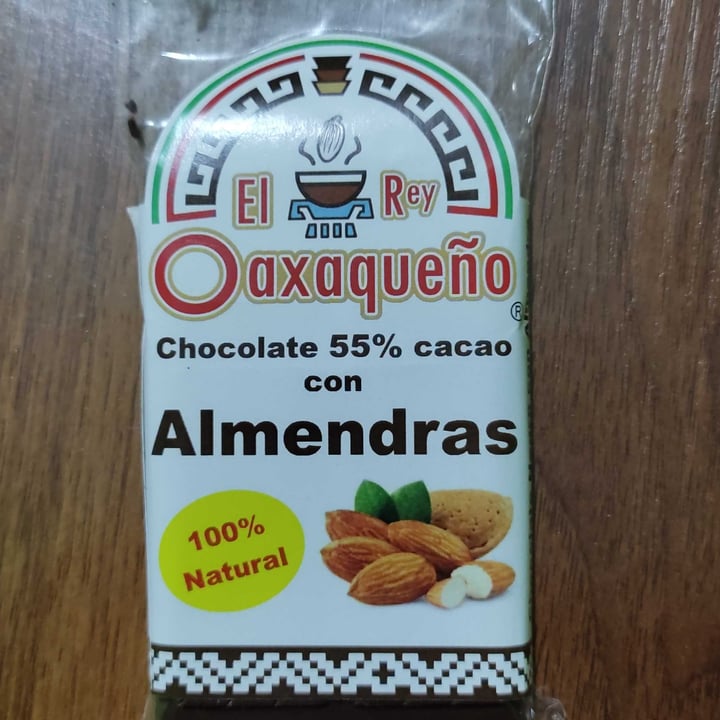 El Rey
Oaxaqueño®
Chocolate 55% cacao
con
Almendras
100%
Natural